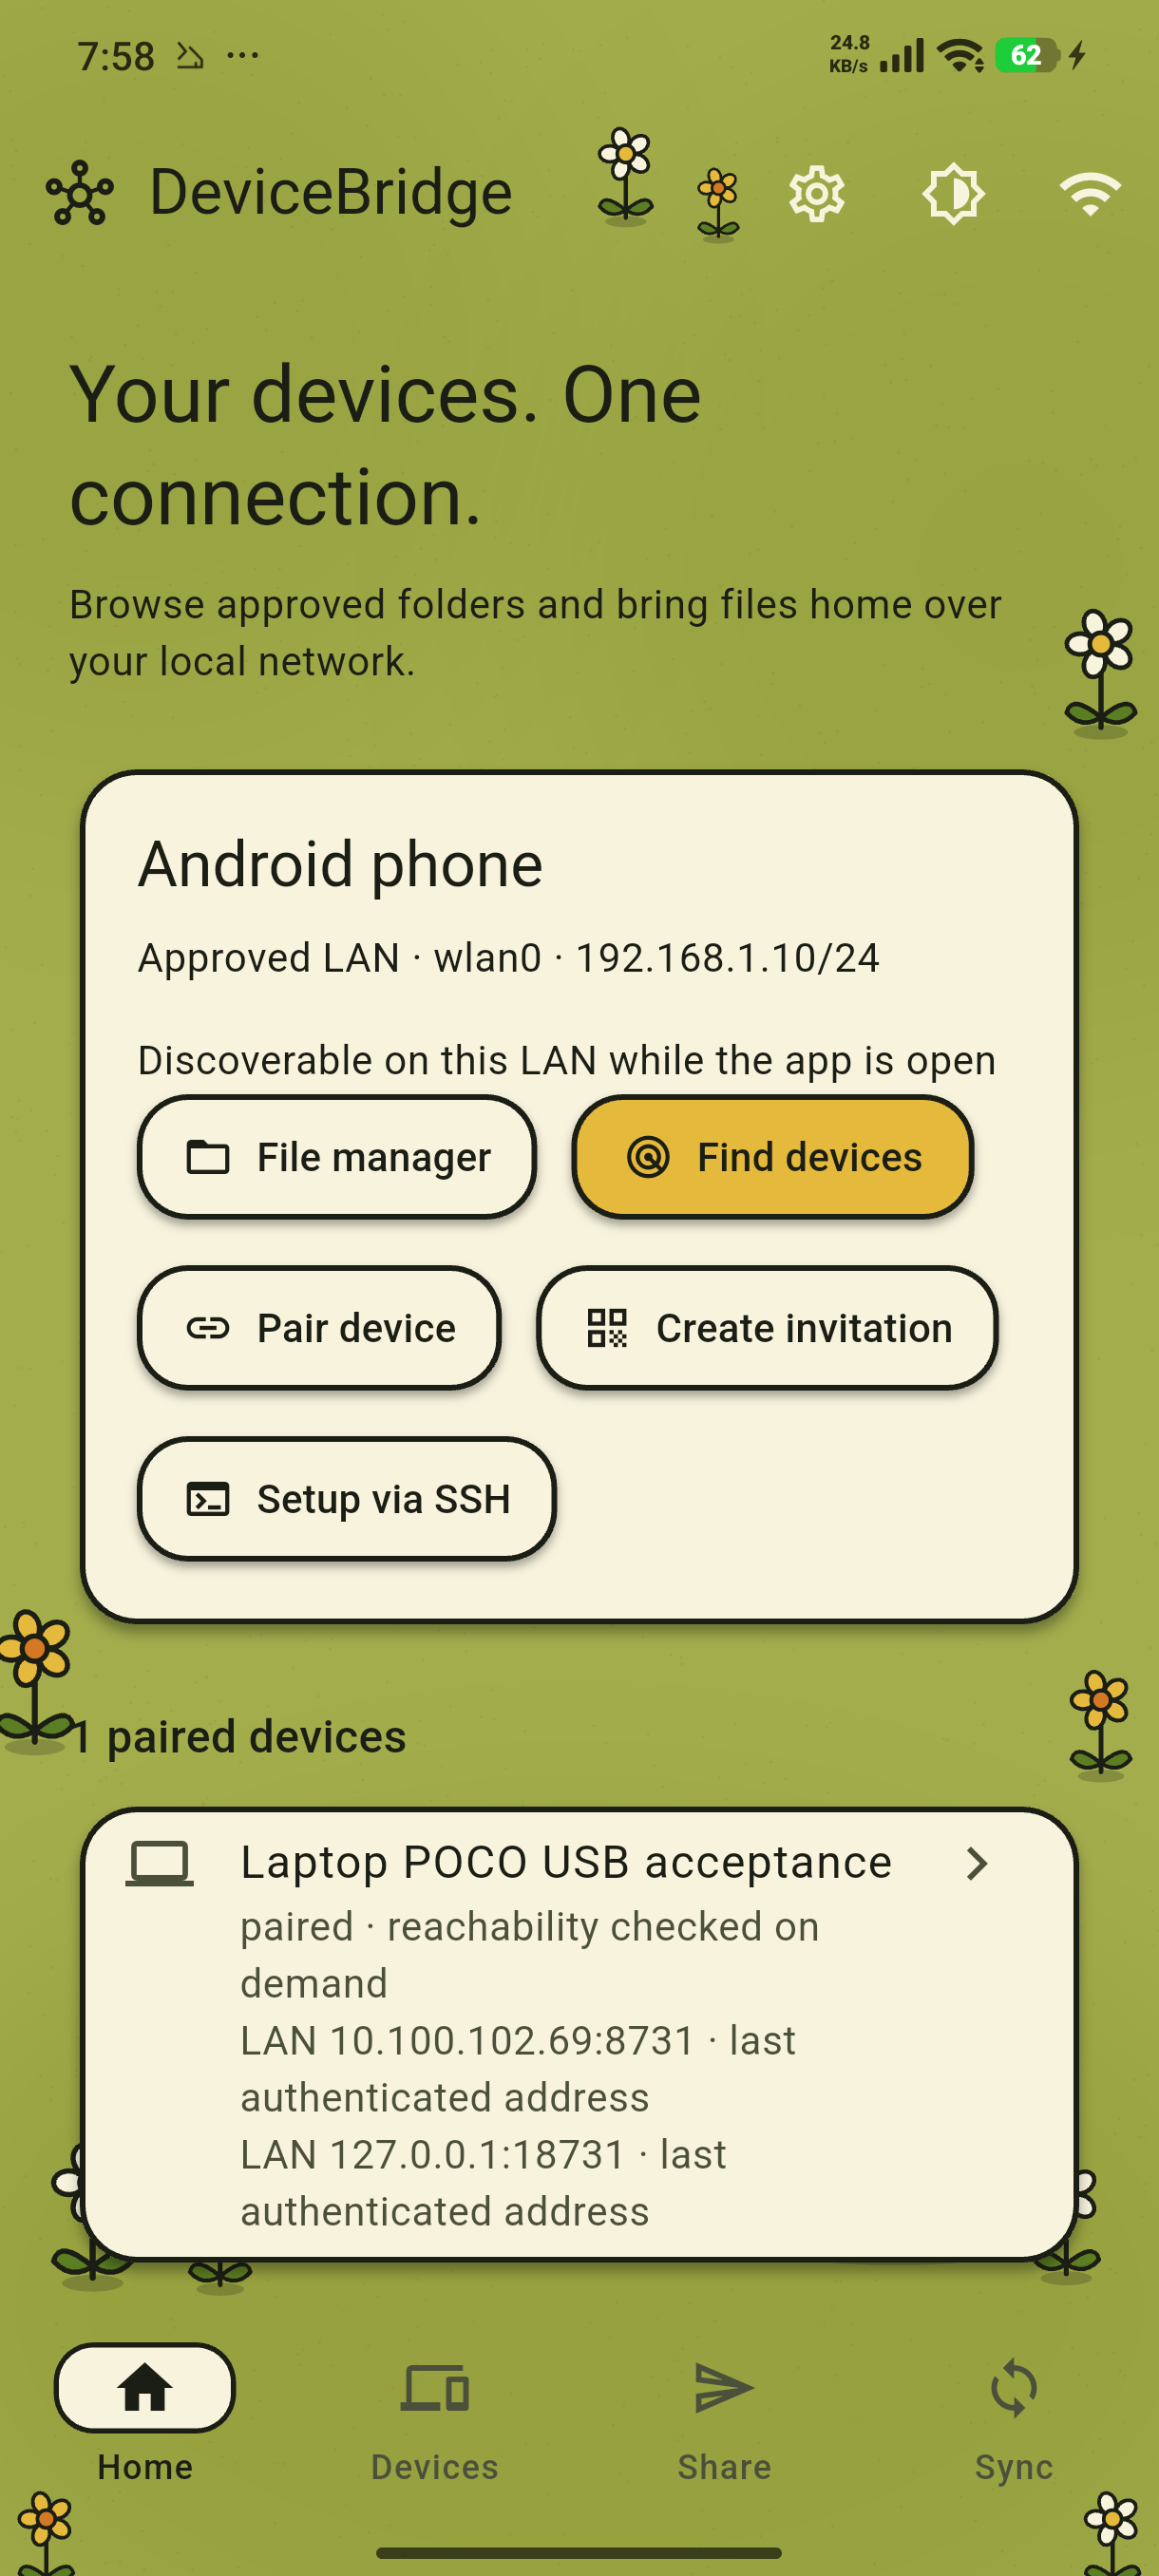 7:58
24.8
KB/s
62
DeviceBridge
Your devices. One
connection.
Browse approved folders and bring files home over
your local network.
Android phone
Approved LAN · wlan0 · 192.168.1.10/24
Discoverable on this LAN while the app is open
File manager
Find devices
Pair device
Create invitation
Setup via SSH
1 paired devices
Laptop POCO USB acceptance
paired · reachability checked on
demand
LAN 10.100.102.69:8731 · last
authenticated address
LAN 127.0.0.1:18731 · last
authenticated address
Home
Devices
Share
Sync